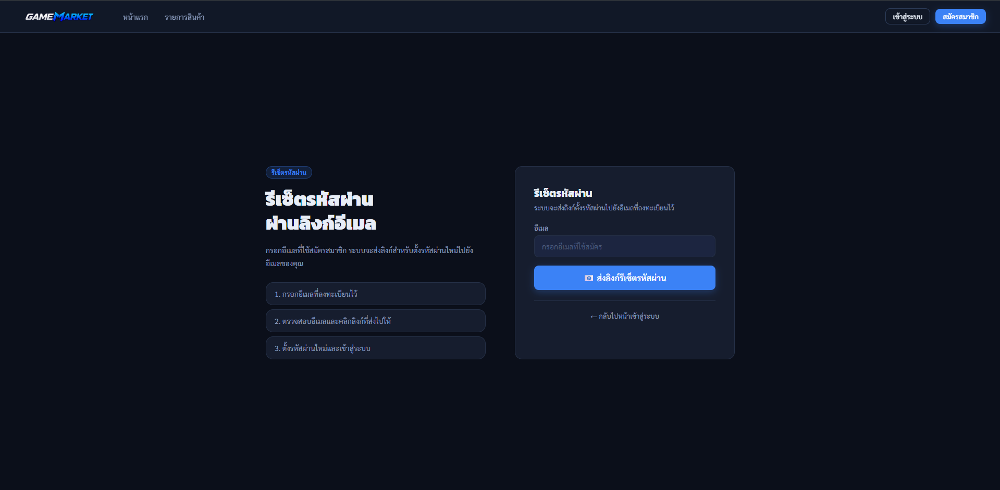 GAMEMARKET
หน้าแรก
รายการสินค้า
เข้าสู่ระบบ
สมัครสมาชิก
รีเซ็ตรหัสผ่าน
รีเซ็ตรหัสผ่าน
ผ่านลิงก์อีเมล
กรอกอีเมลที่ใช้สมัครสมาชิก ระบบจะส่งลิงก์สำหรับตั้งรหัสผ่านใหม่ไปยัง
อีเมลของคุณ
1. กรอกอีเมลที่ลงทะเบียนไว้
2. ตรวจสอบอีเมลและคลิกลิงก์ที่ส่งไปให้
3. ตั้งรหัสผ่านใหม่และเข้าสู่ระบบ
รีเซ็ตรหัสผ่าน
ระบบจะส่งลิงก์ตั้งรหัสผ่านไปยังอีเมลที่ลงทะเบียนไว้
อีเมล
กรอกอีเมลที่ใช้สมัคร
ส่งลิงก์รีเซ็ตรหัสผ่าน
← กลับไปหน้าเข้าสู่ระบบ